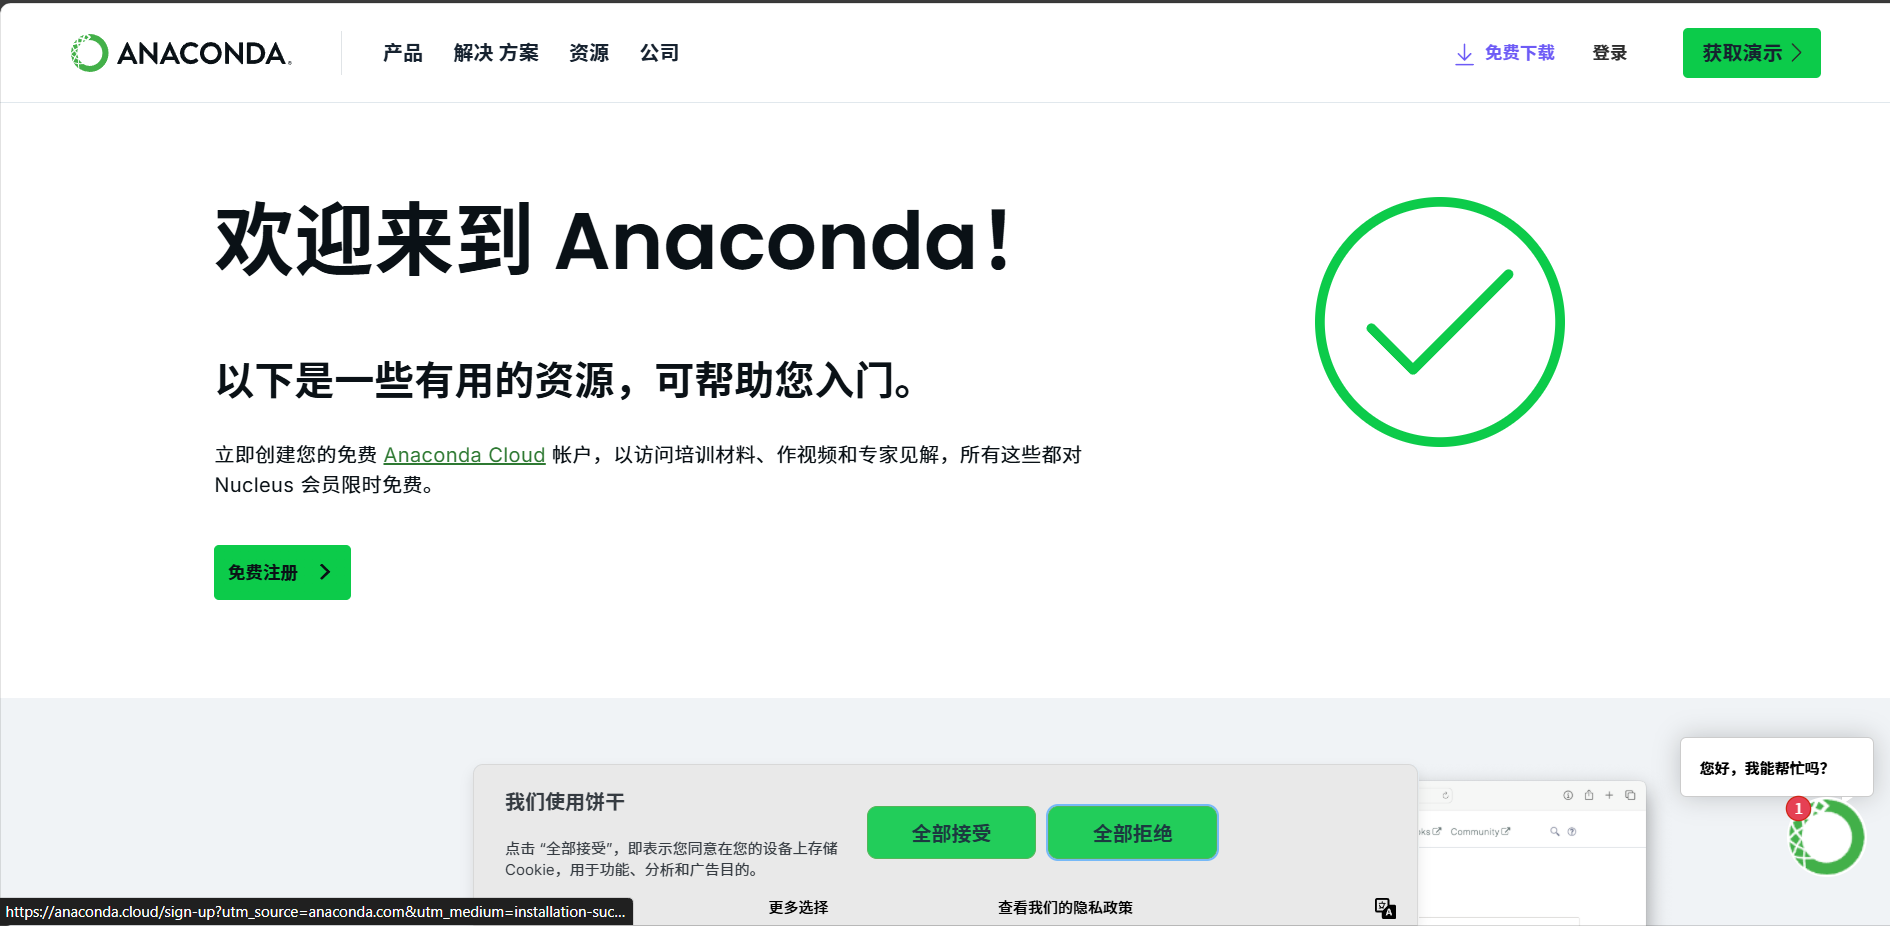 ANACONDA.
产品
解决 方案
资源
公司
免费下载
登录
获取演示
欢迎来到 Anaconda！
以下是一些有用的资源，可帮助您入门。
立即创建您的免费 Anaconda Cloud 帐户，以访问培训材料、作视频和专家见解，所有这些都对
Nucleus 会员限时免费。
免费注册
您好，我能帮忙吗？
1
我们使用饼干
点击 “全部接受”，即表示您同意在您的设备上存储
Cookie，用于功能、分析和广告目的。
全部接受
全部拒绝
更多选择
查看我们的隐私政策
Community
https://anaconda.cloud/sign-up?utm_source=anaconda.com&utm_medium=installation-suc...